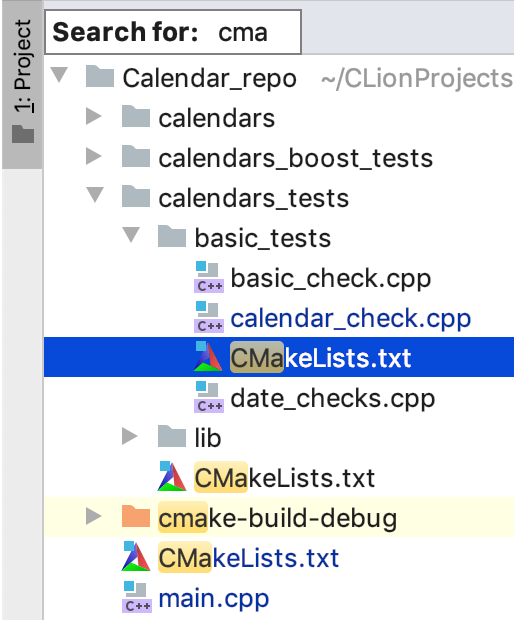 Search for: cma
1: Project
Calendar_repo ~/CLionProjects
calendars
calendars_boost_tests
calendars_tests
basic_tests
C++ basic_check.cpp
C++ calendar_check.cpp
CMakeLists.txt
C++ date_checks.cpp
lib
CMakeLists.txt
cmake-build-debug
CMakeLists.txt
C++ main.cpp